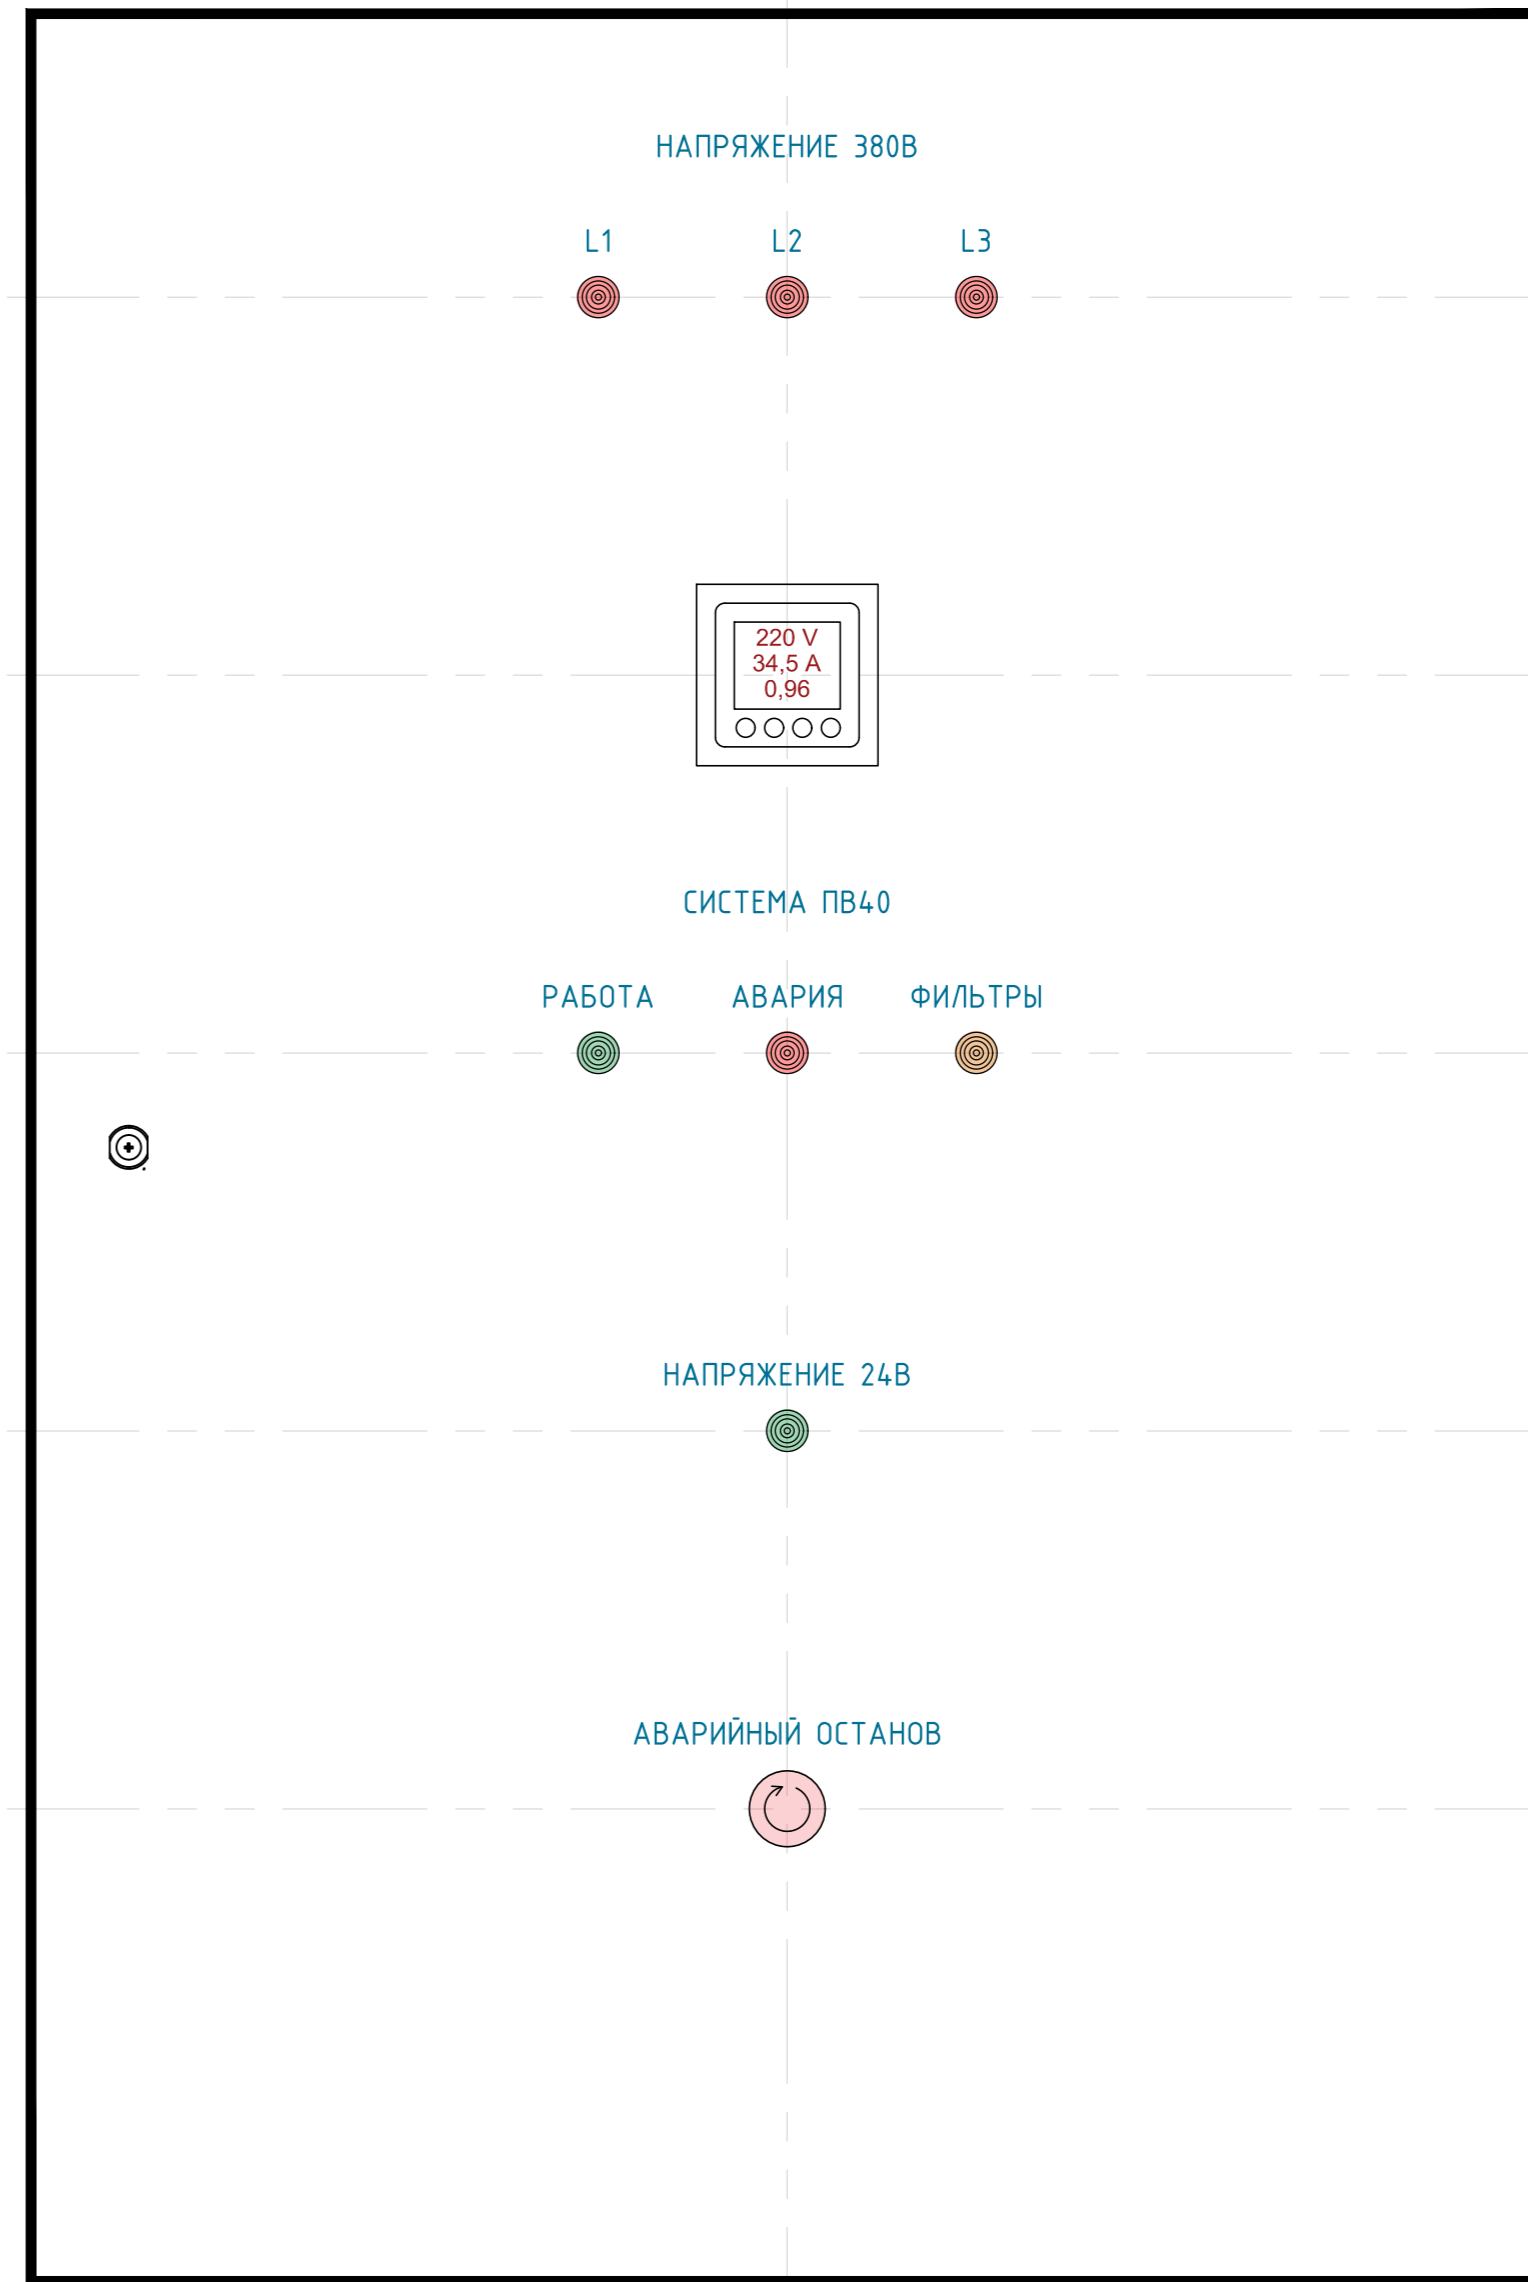 НАПРЯЖЕНИЕ 380В
L1 L2 L3
220 V
34,5 A
0,96
СИСТЕМА ПВ40
РАБОТА АВАРИЯ ФИЛЬТРЫ
НАПРЯЖЕНИЕ 24В
АВАРИЙНЫЙ ОСТАНОВ